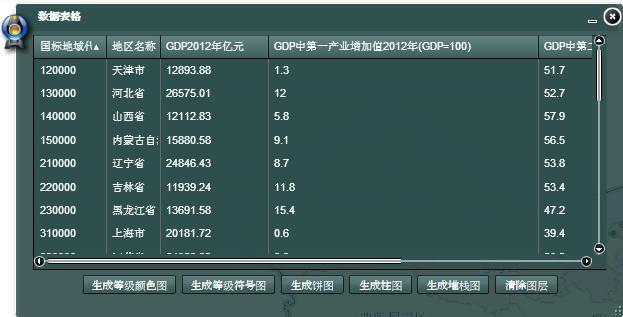 数据表格
国标地域代▲ 地区名称 GDP2012年亿元 GDP中第一产业增加值2012年(GDP=100) GDP中第二
120000 天津市 12893.88 1.3 51.7
130000 河北省 26575.01 12 52.7
140000 山西省 12112.83 5.8 57.9
150000 内蒙古自治 15880.58 9.1 56.5
210000 辽宁省 24846.43 8.7 53.8
220000 吉林省 11939.24 11.8 53.4
230000 黑龙江省 13691.58 15.4 47.2
310000 上海市 20181.72 0.6 39.4
生成等级颜色图 生成等级符号图 生成饼图 生成柱图 生成堆栈图 清除图层